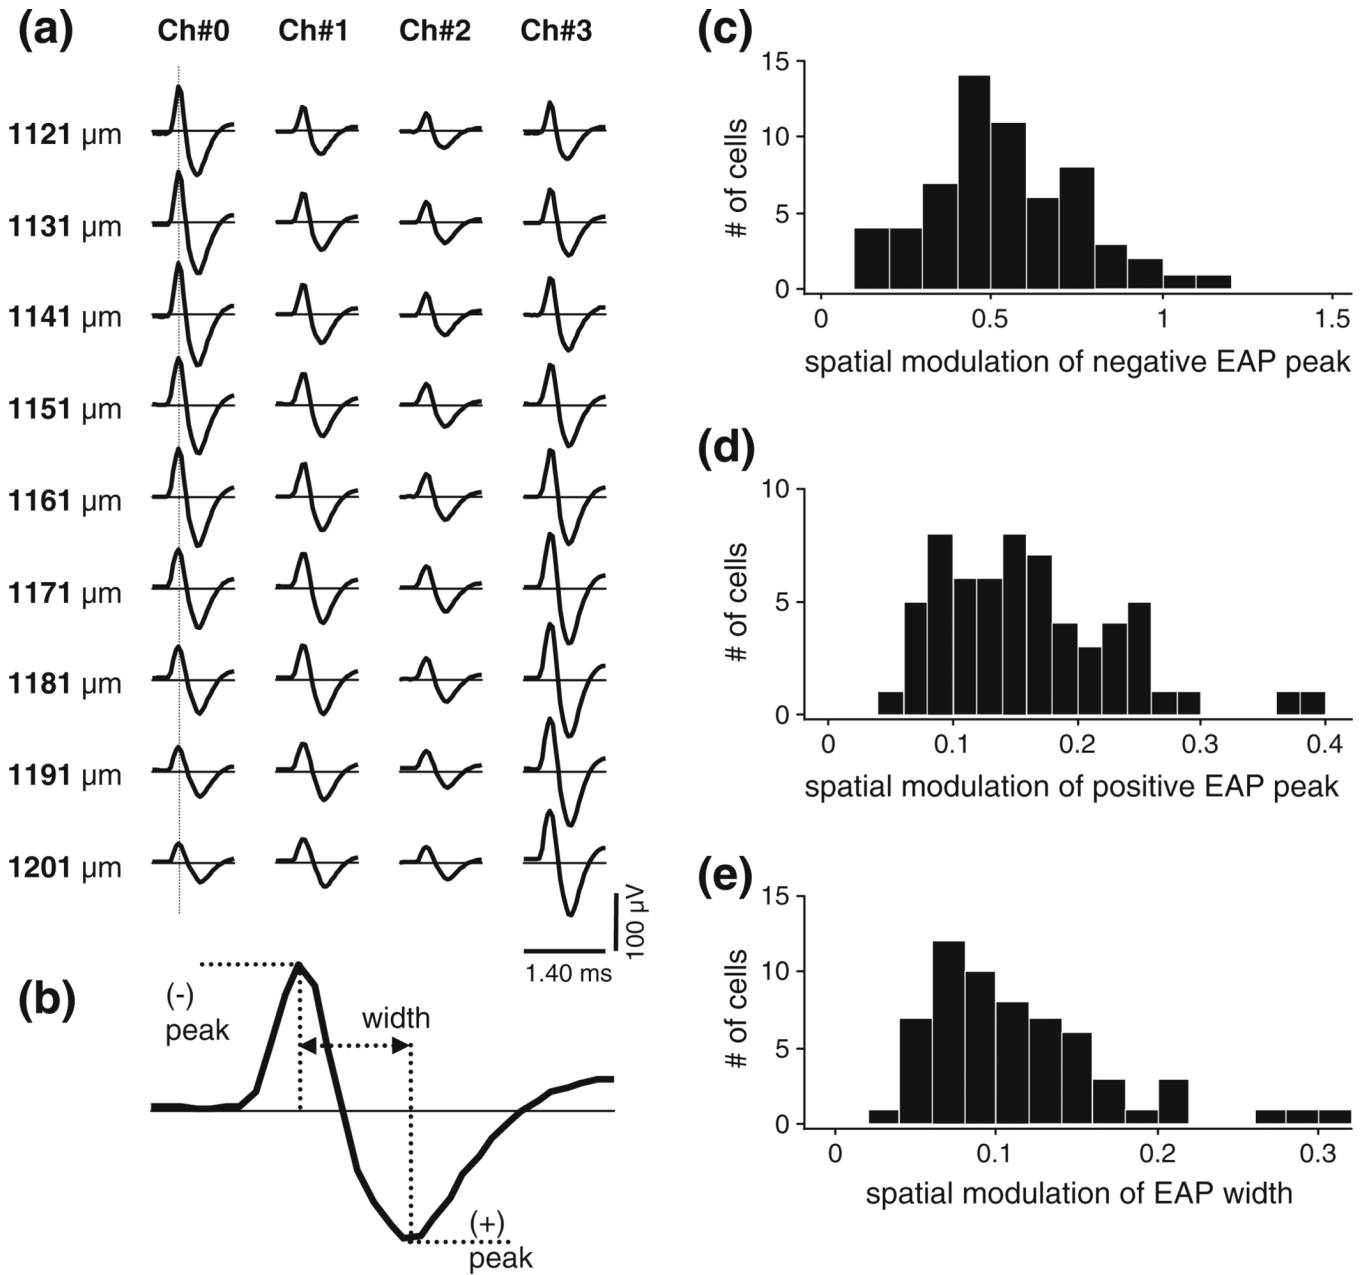 (a) Ch#0 Ch#1 Ch#2 Ch#3
1121 µm
1131 µm
1141 µm
1151 µm
1161 µm
1171 µm
1181 µm
1191 µm
1201 µm
100 µV
1.40 ms
(b)
(-)
peak
width
(+)
peak
(c)
# of cells
15
10
5
0
0 0.5 1 1.5
spatial modulation of negative EAP peak
(d)
# of cells
10
5
0
0 0.1 0.2 0.3 0.4
spatial modulation of positive EAP peak
(e)
# of cells
15
10
5
0
0 0.1 0.2 0.3
spatial modulation of EAP width